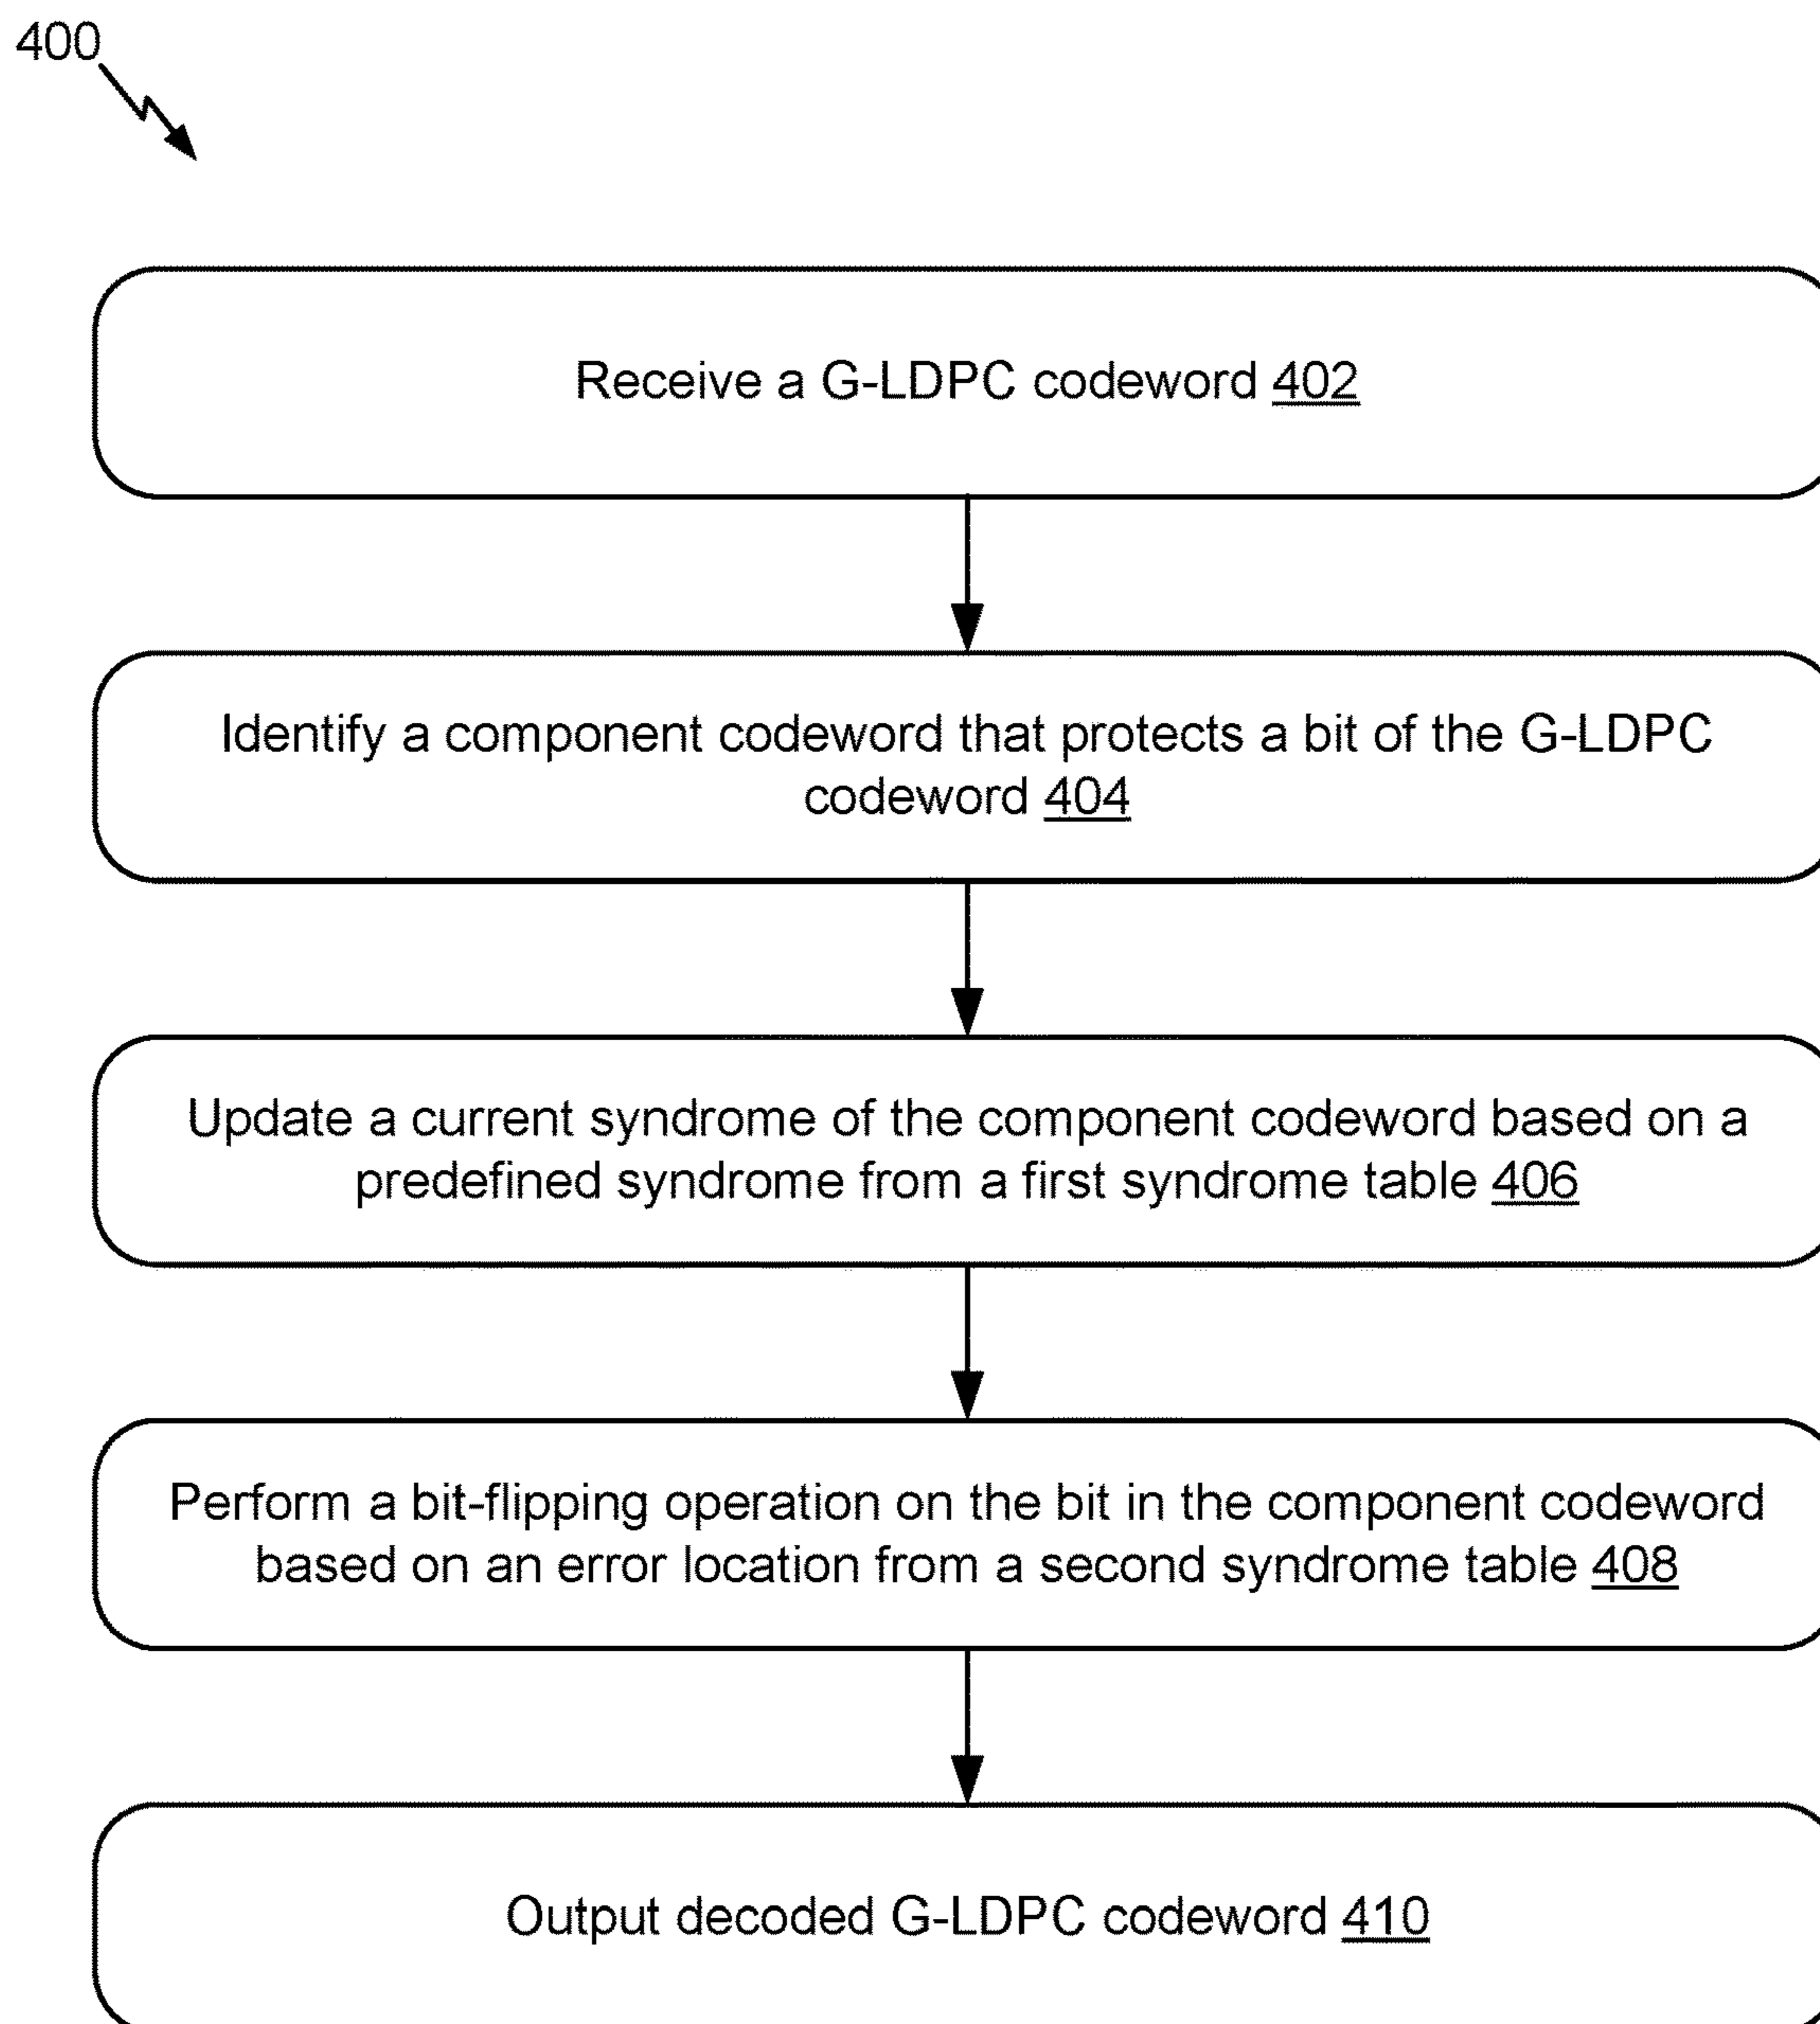 400
Receive a G-LDPC codeword 402
Identify a component codeword that protects a bit of the G-LDPC
codeword 404
Update a current syndrome of the component codeword based on a
predefined syndrome from a first syndrome table 406
Perform a bit-flipping operation on the bit in the component codeword
based on an error location from a second syndrome table 408
Output decoded G-LDPC codeword 410